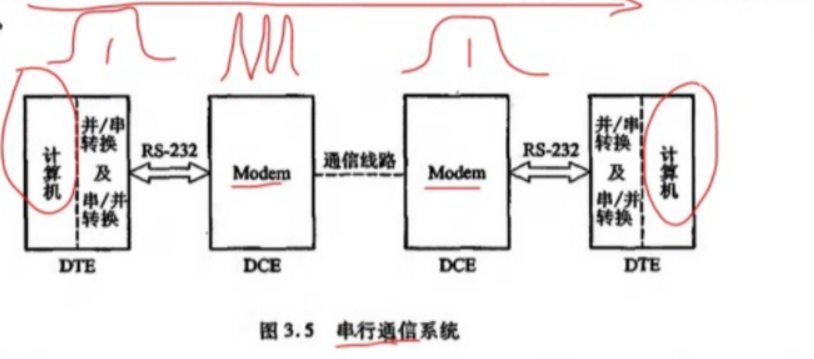 计算机
并/串
转换
及
串/并
转换
RS-232
Modem
通信线路
Modem
RS-232
并/串
转换
及
串/并
转换
计算机
DTE
DCE
DCE
DTE
图 3.5 串行通信系统